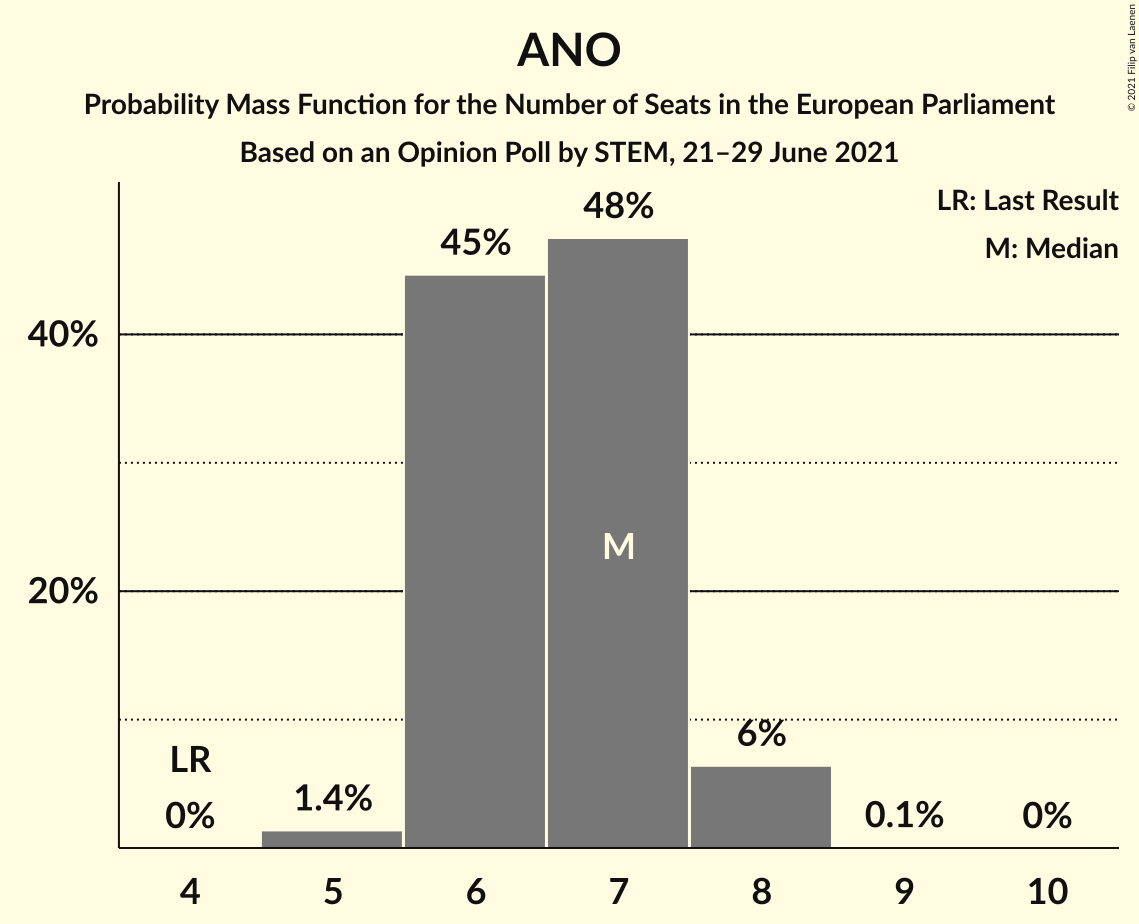 ANO
Probability Mass Function for the Number of Seats in the European Parliament
Based on an Opinion Poll by STEM, 21–29 June 2021
© 2021 Filip van Laenen
LR: Last Result
M: Median
48%
45%
40%
M
20%
6%
LR
1.4%
0%
0.1%
0%
4 5 6 7 8 9 10